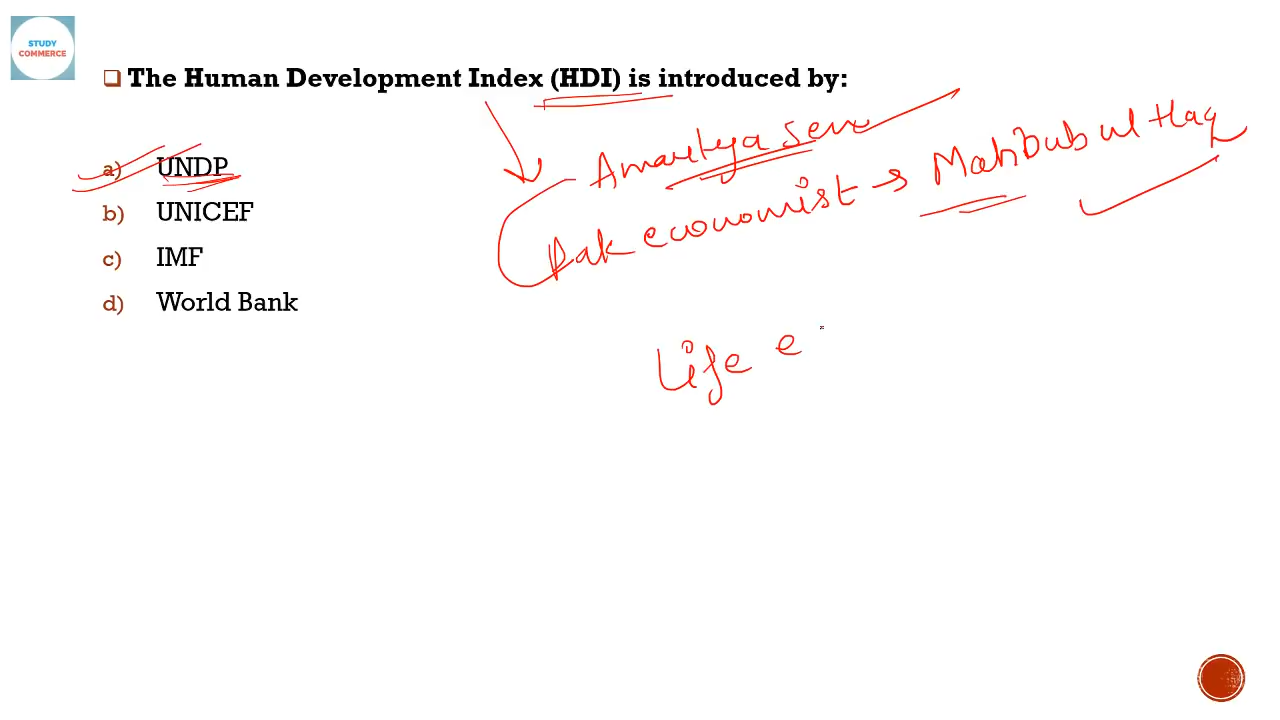 STUDY
COMMERCE
The Human Development Index (HDI) is introduced by:
a) UNDP
b) UNICEF
c) IMF
d) World Bank
Amartya Sen
Pak economist → Mahbub ul Haq
Life e